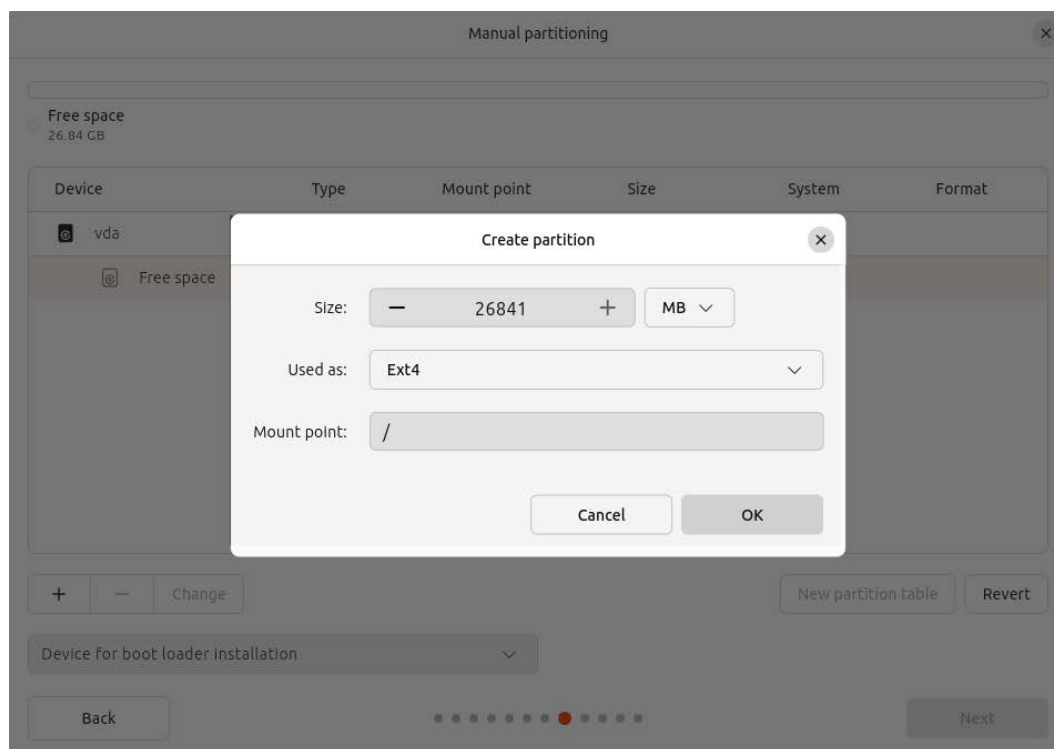 Manual partitioning
Free space
26.84 GB
Device Type Mount point Size System Format
vda
Free space
Create partition
Size: 26841 MB
Used as: Ext4
Mount point: /
Cancel OK
Change New partition table Revert
Device for boot loader installation
Back Next